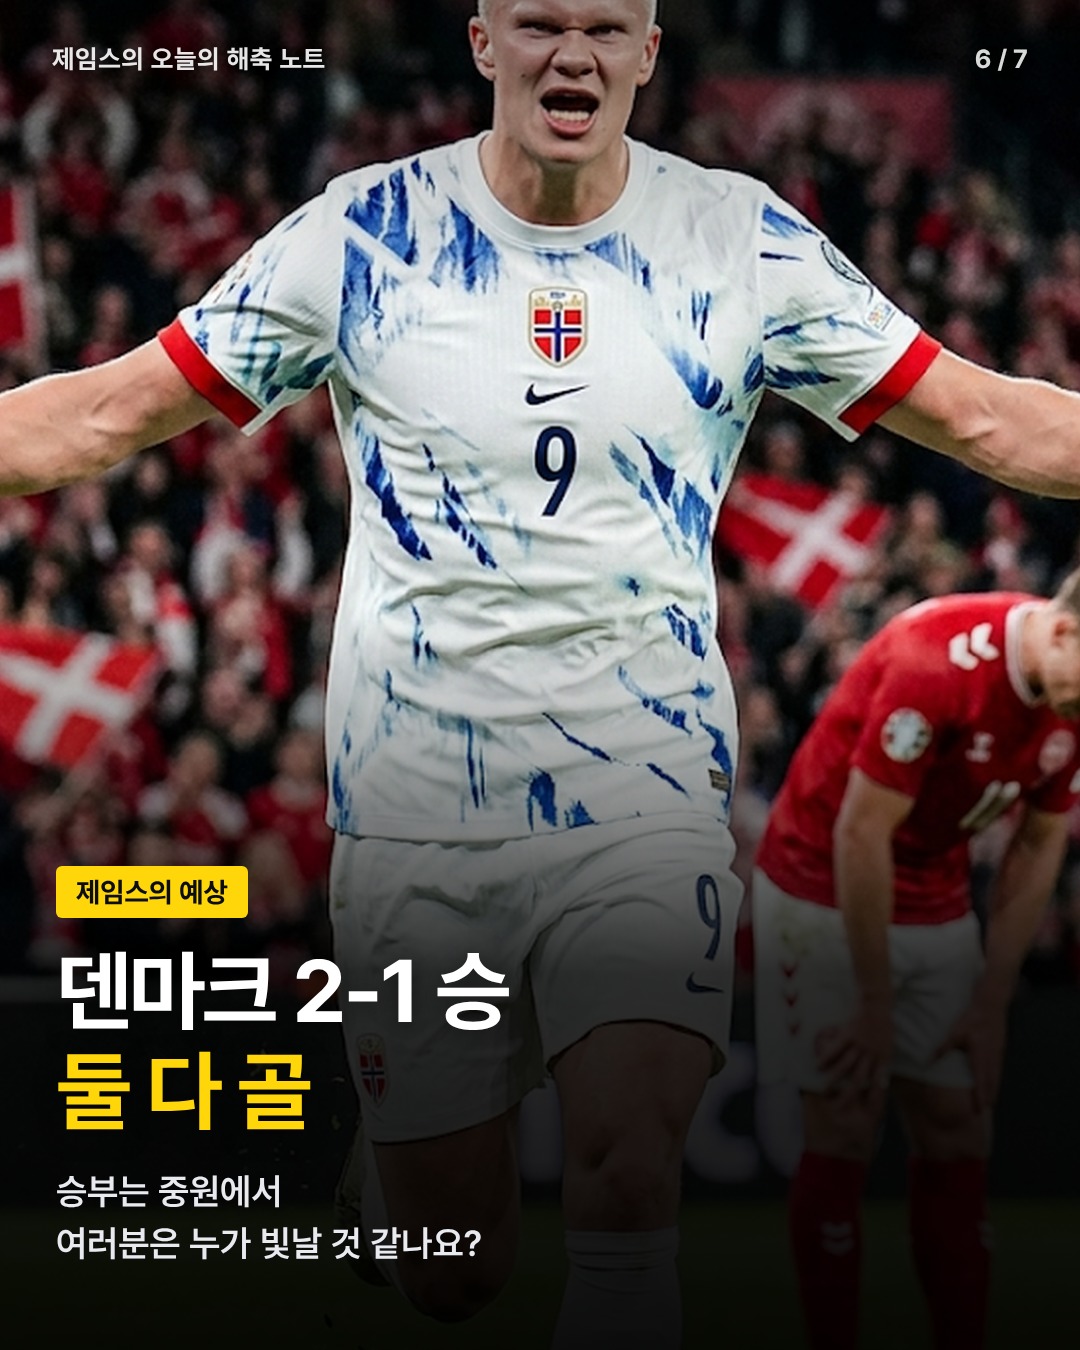 제임스의 오늘의 해축 노트
6 / 7
9
9
제임스의 예상
덴마크 2-1 승
둘 다 골
승부는 중원에서
여러분은 누가 빛날 것 같나요?